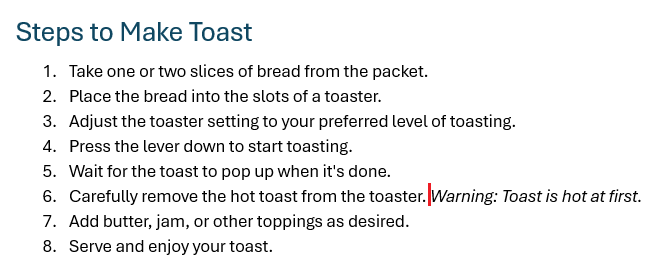 Steps to Make Toast
1. Take one or two slices of bread from the packet.
2. Place the bread into the slots of a toaster.
3. Adjust the toaster setting to your preferred level of toasting.
4. Press the lever down to start toasting.
5. Wait for the toast to pop up when it's done.
6. Carefully remove the hot toast from the toaster. Warning: Toast is hot at first.
7. Add butter, jam, or other toppings as desired.
8. Serve and enjoy your toast.